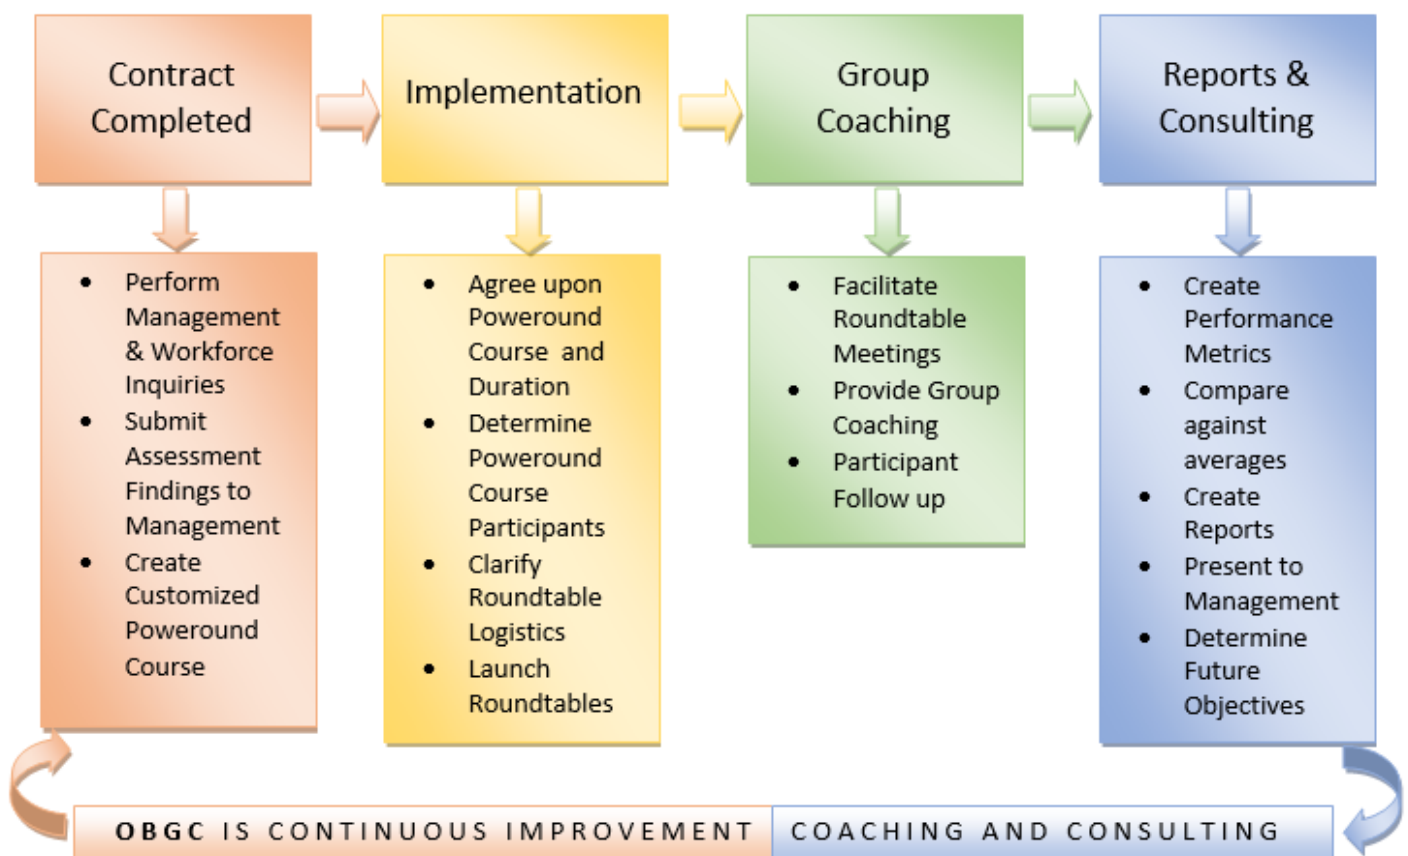 Contract
Completed
Implementation
Group
Coaching
Reports &
Consulting
• Perform
Management
& Workforce
Inquiries
• Submit
Assessment
Findings to
Management
• Create
Customized
Poweround
Course
• Agree upon
Poweround
Course and
Duration
• Determine
Poweround
Course
Participants
• Clarify
Roundtable
Logistics
• Launch
Roundtables
• Facilitate
Roundtable
Meetings
• Provide Group
Coaching
• Participant
Follow up
• Create
Performance
Metrics
• Compare
against
averages
• Create
Reports
• Present to
Management
• Determine
Future
Objectives
OBGC IS CONTINUOUS IMPROVEMENT COACHING AND CONSULTING